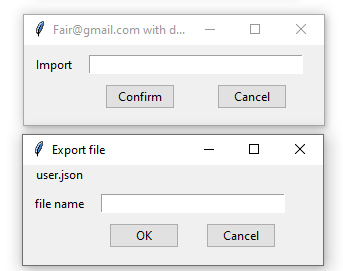 Fair@gmail.com with d...
Import
Confirm Cancel
Export file
user.json
file name
OK Cancel